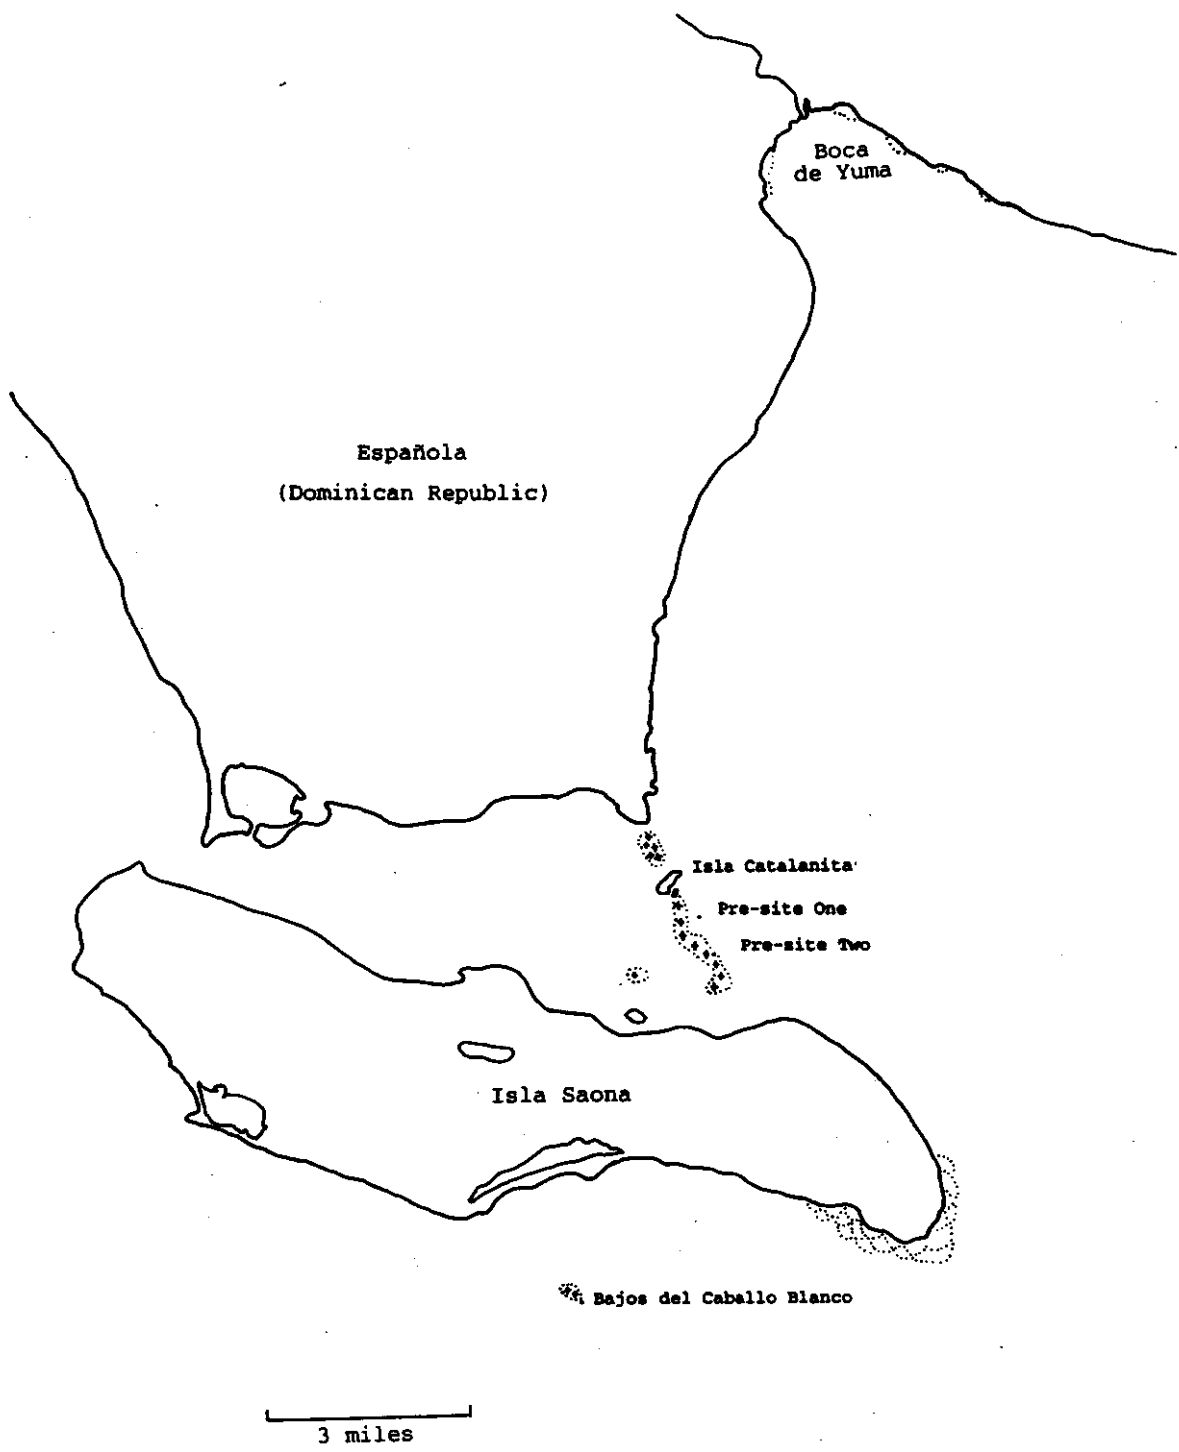 Boca
de Yuma
Española
(Dominican Republic)
Isla Catalanita
Pre-site One
Pre-site Two
Isla Saona
Bajos del Caballo Blanco
3 miles